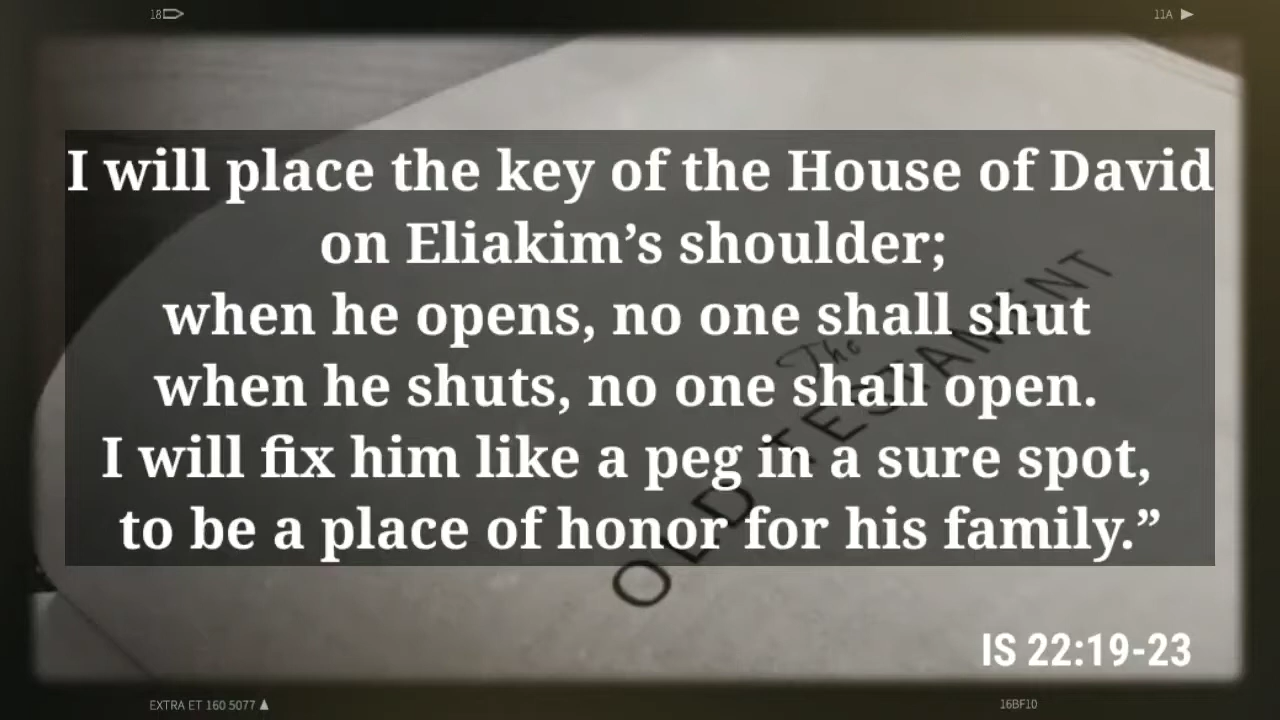 18
11A
I will place the key of the House of David
on Eliakim’s shoulder;
when he opens, no one shall shut
when he shuts, no one shall open.
I will fix him like a peg in a sure spot,
to be a place of honor for his family.”
The
OLD TESTAMENT
IS 22:19-23
EXTRA ET 160 5077
16BF10